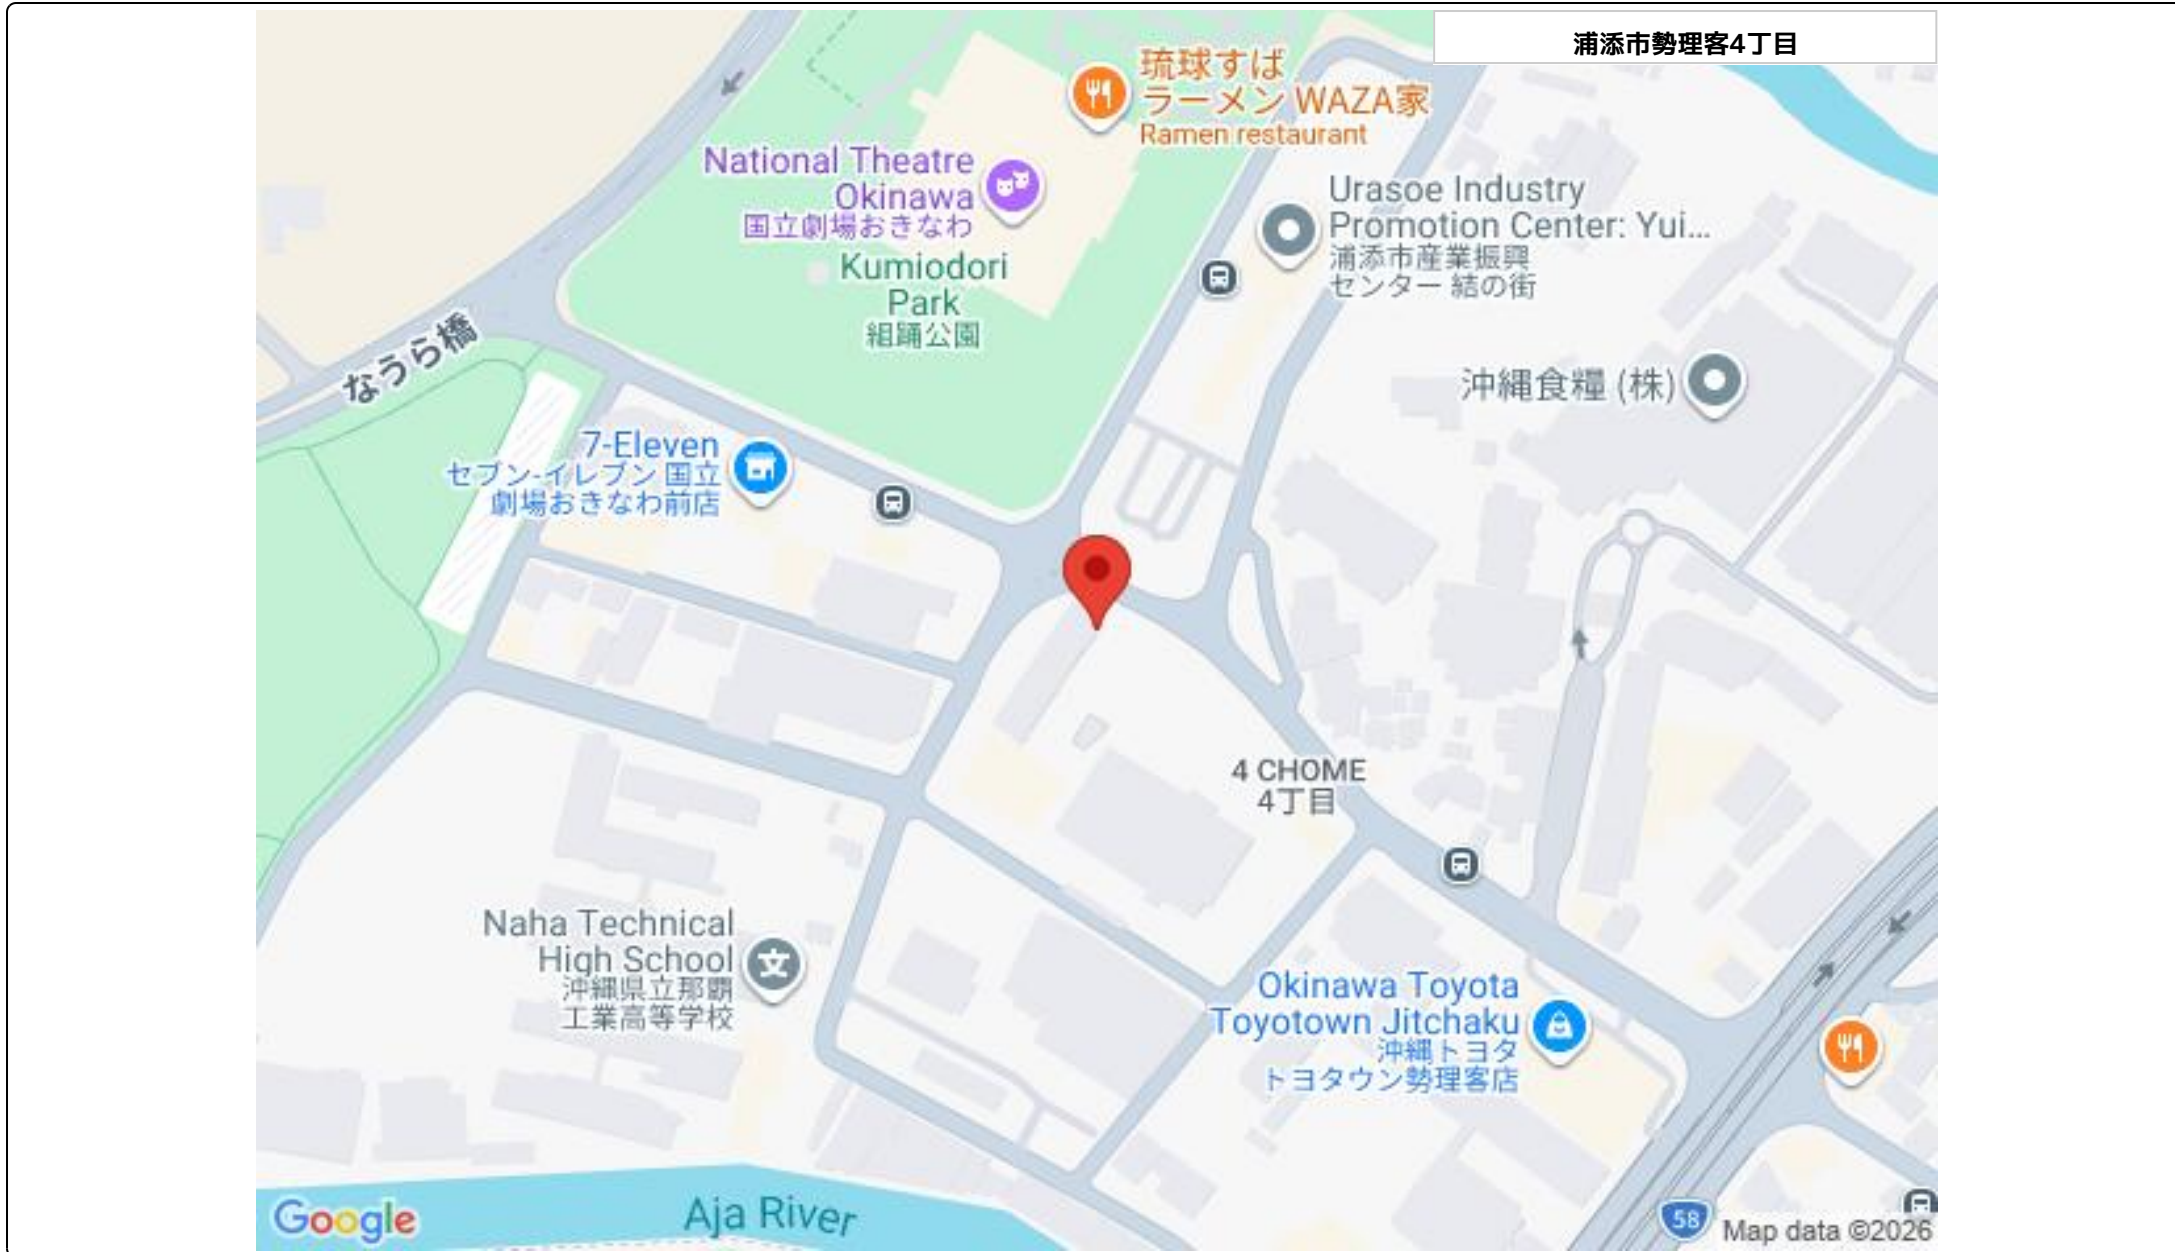 浦添市勢理客4丁目
琉球すば
ラーメン WAZA家
Ramen restaurant
National Theatre
Okinawa
国立劇場おきなわ
Urasoe Industry
Promotion Center: Yui...
浦添市産業振興
センター 結の街
Kumiodori
Park
組踊公園
なうら橋
沖縄食糧 (株)
7-Eleven
セブン-イレブン 国立
劇場おきなわ前店
4 CHOME
4丁目
Naha Technical
High School
沖縄県立那覇
工業高等学校
文
Okinawa Toyota
Toyotown Jitchaku
沖縄トヨタ
トヨタウン勢理客店
Aja River
Google
58
Map data ©2026